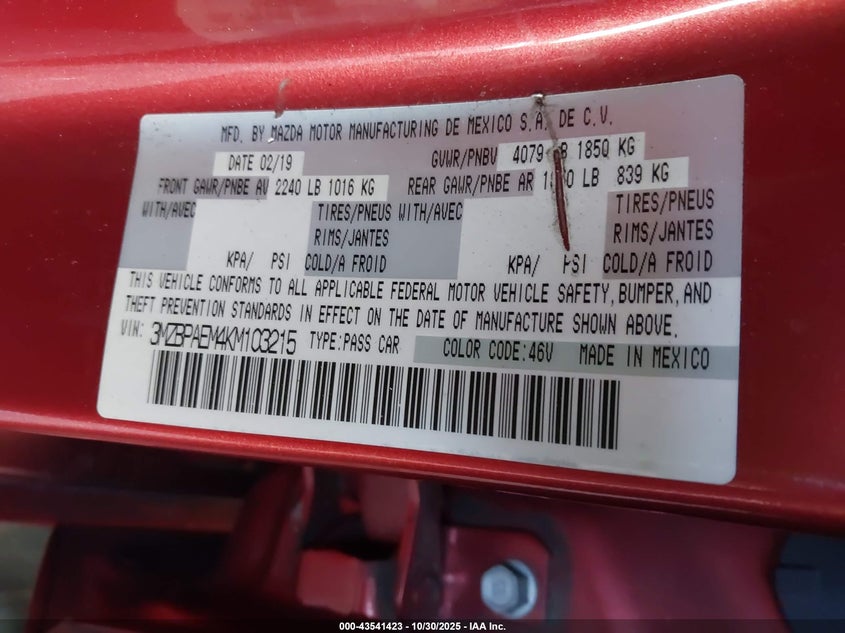 MFD. BY MAZDA MOTOR MANUFACTURING DE MEXICO S.A. DE C.V.
DATE 02/19 GVWR/PNBV 4079 1850 KG
FRONT GAWR/PNBE AV 2240 LB 1016 KG REAR GAWR/PNBE AR LB 839 KG
WITH/AVEC TIRES/PNEUS WITH/AVEC TIRES/PNEUS
RIMS/JANTES RIMS/JANTES
KPA/ PSI COLD/A FROID KPA/ PSI COLD/A FROID
THIS VEHICLE CONFORMS TO ALL APPLICABLE FEDERAL MOTOR VEHICLE SAFETY, BUMPER, AND
THEFT PREVENTION STANDARDS IN EFFECT ON THE DATE OF MANUFACTURE SHOWN ABOVE.
VIN: 3MZBPAEM4KM103215 TYPE:PASS CAR COLOR CODE:46V MADE IN MEXICO
000-43541423 | 10/30/2025 - IAA Inc.